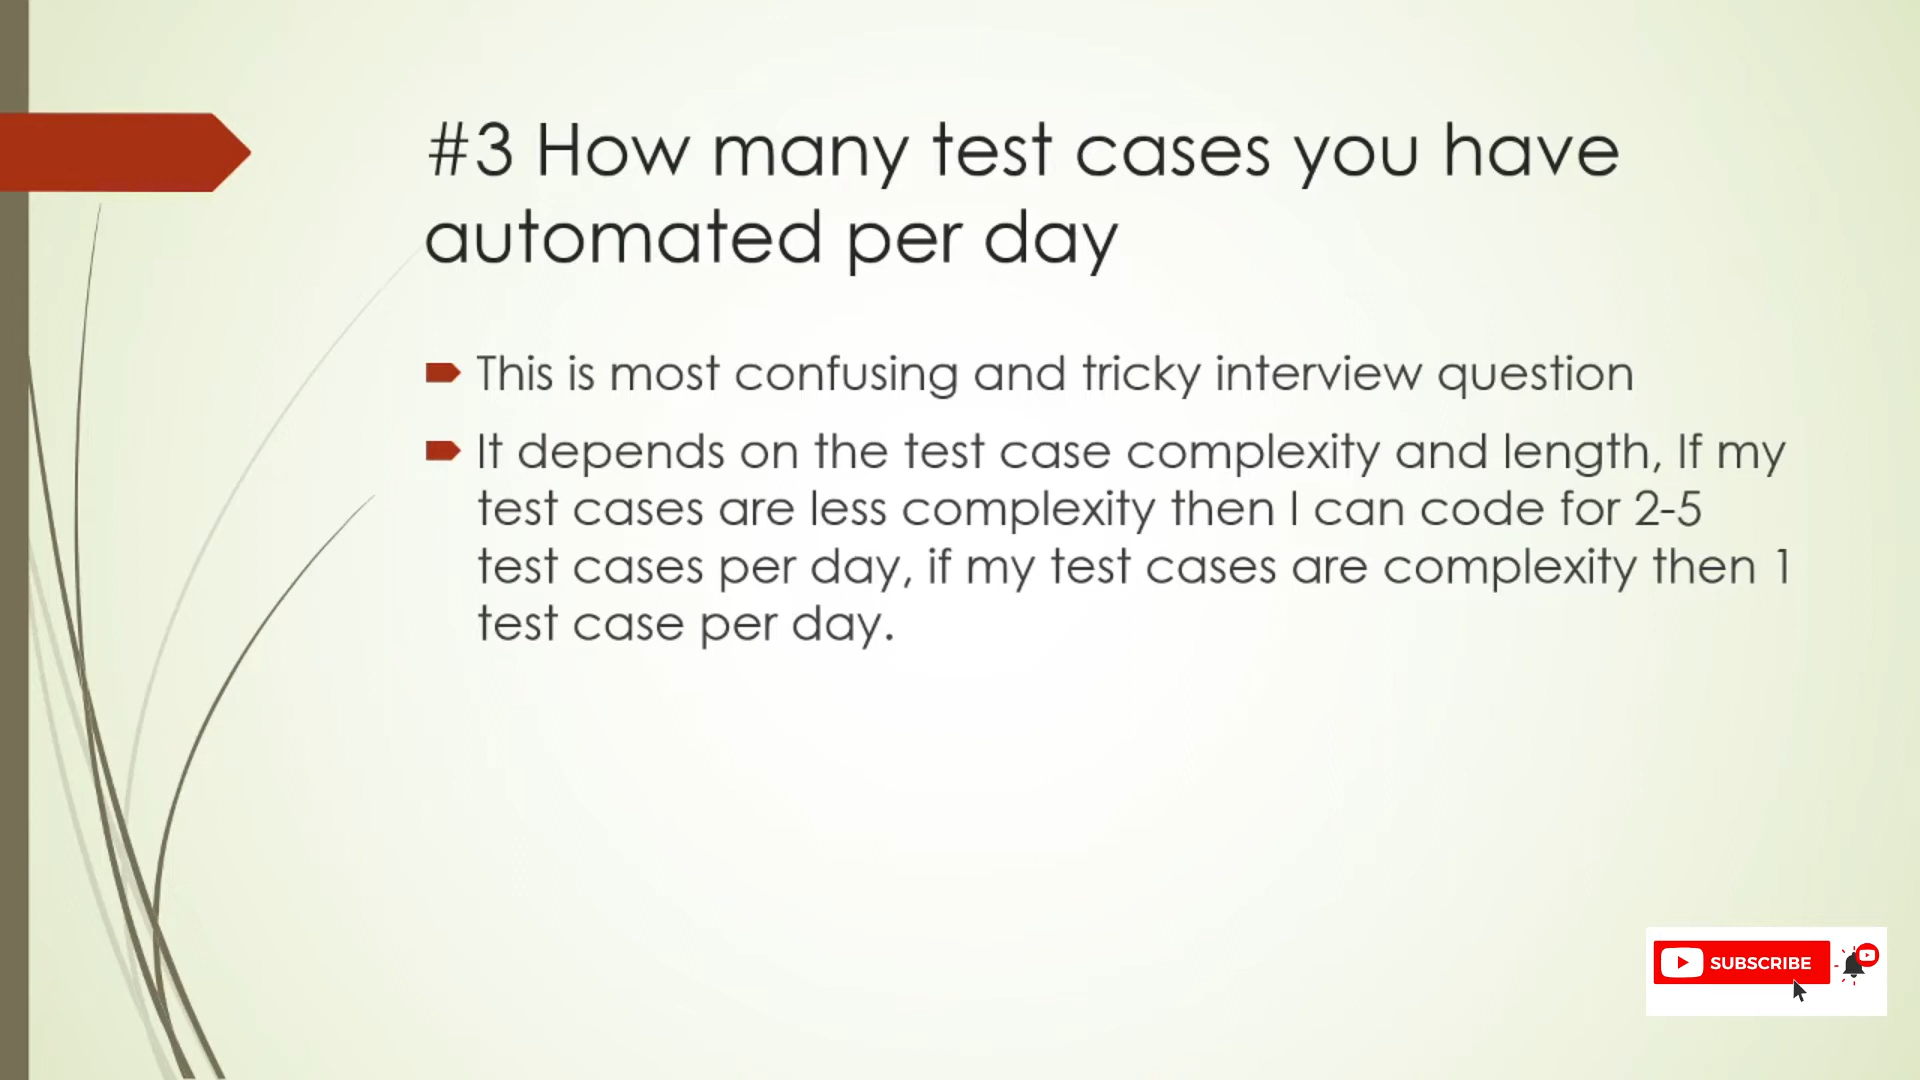 #3 How many test cases you have
automated per day
This is most confusing and tricky interview question
It depends on the test case complexity and length, If my
test cases are less complexity then I can code for 2-5
test cases per day, if my test cases are complexity then 1
test case per day.
SUBSCRIBE